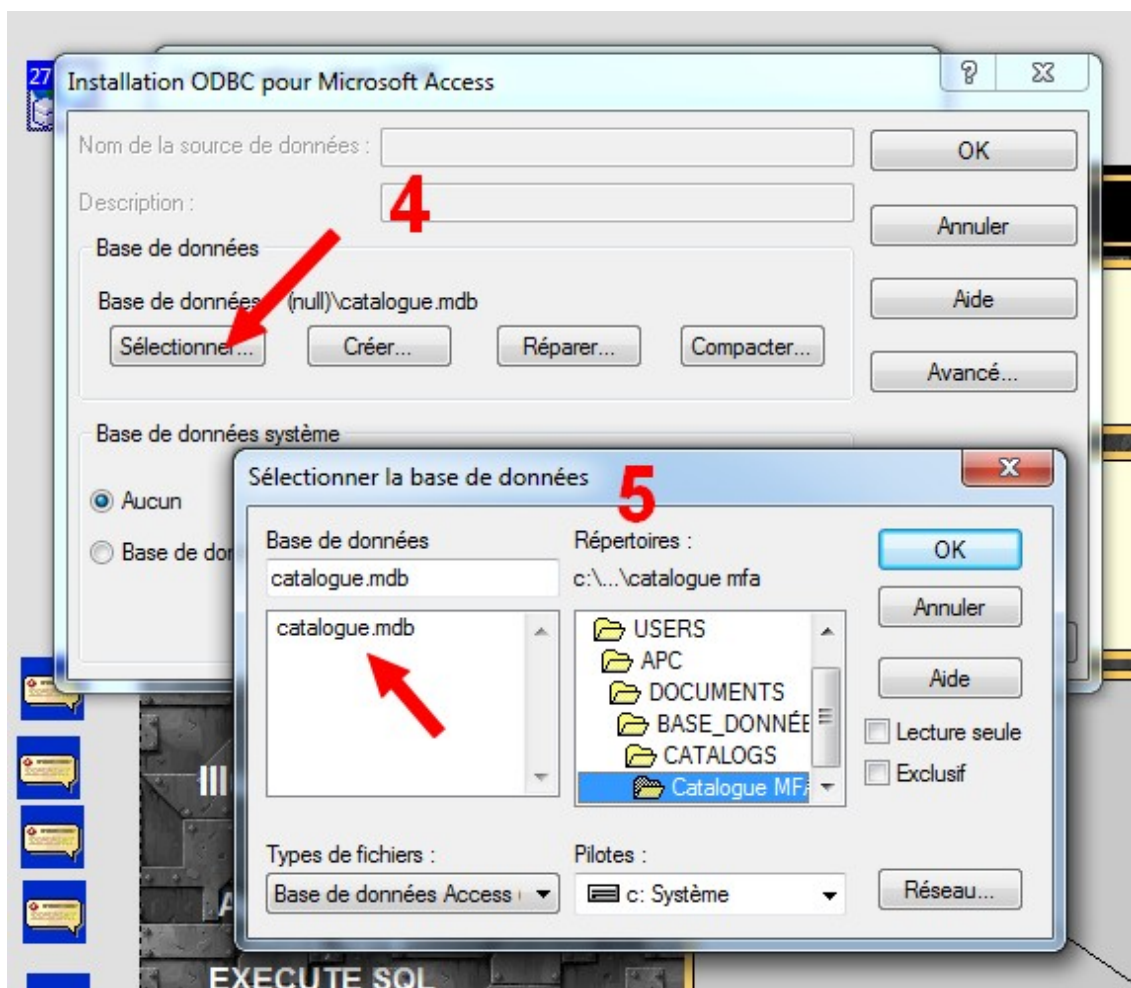 27
Installation ODBC pour Microsoft Access
Nom de la source de données :
OK
Description :
4
Annuler
Base de données
Base de données : (null)\catalogue.mdb
Aide
Sélectionner...
Créer...
Réparer...
Compacter...
Avancé...
Base de données système
Aucun
Base de
Sélectionner la base de données
5
Base de données
Répertoires :
OK
catalogue.mdb
c:\...\catalogue mfa
Annuler
catalogue.mdb
USERS
APC
DOCUMENTS
BASE_DONNÉE
CATALOGS
Catalogue MFA
Aide
Lecture seule
Exclusif
Types de fichiers :
Pilotes :
Base de données Access
c: Système
Réseau...
EXECUTE SQL